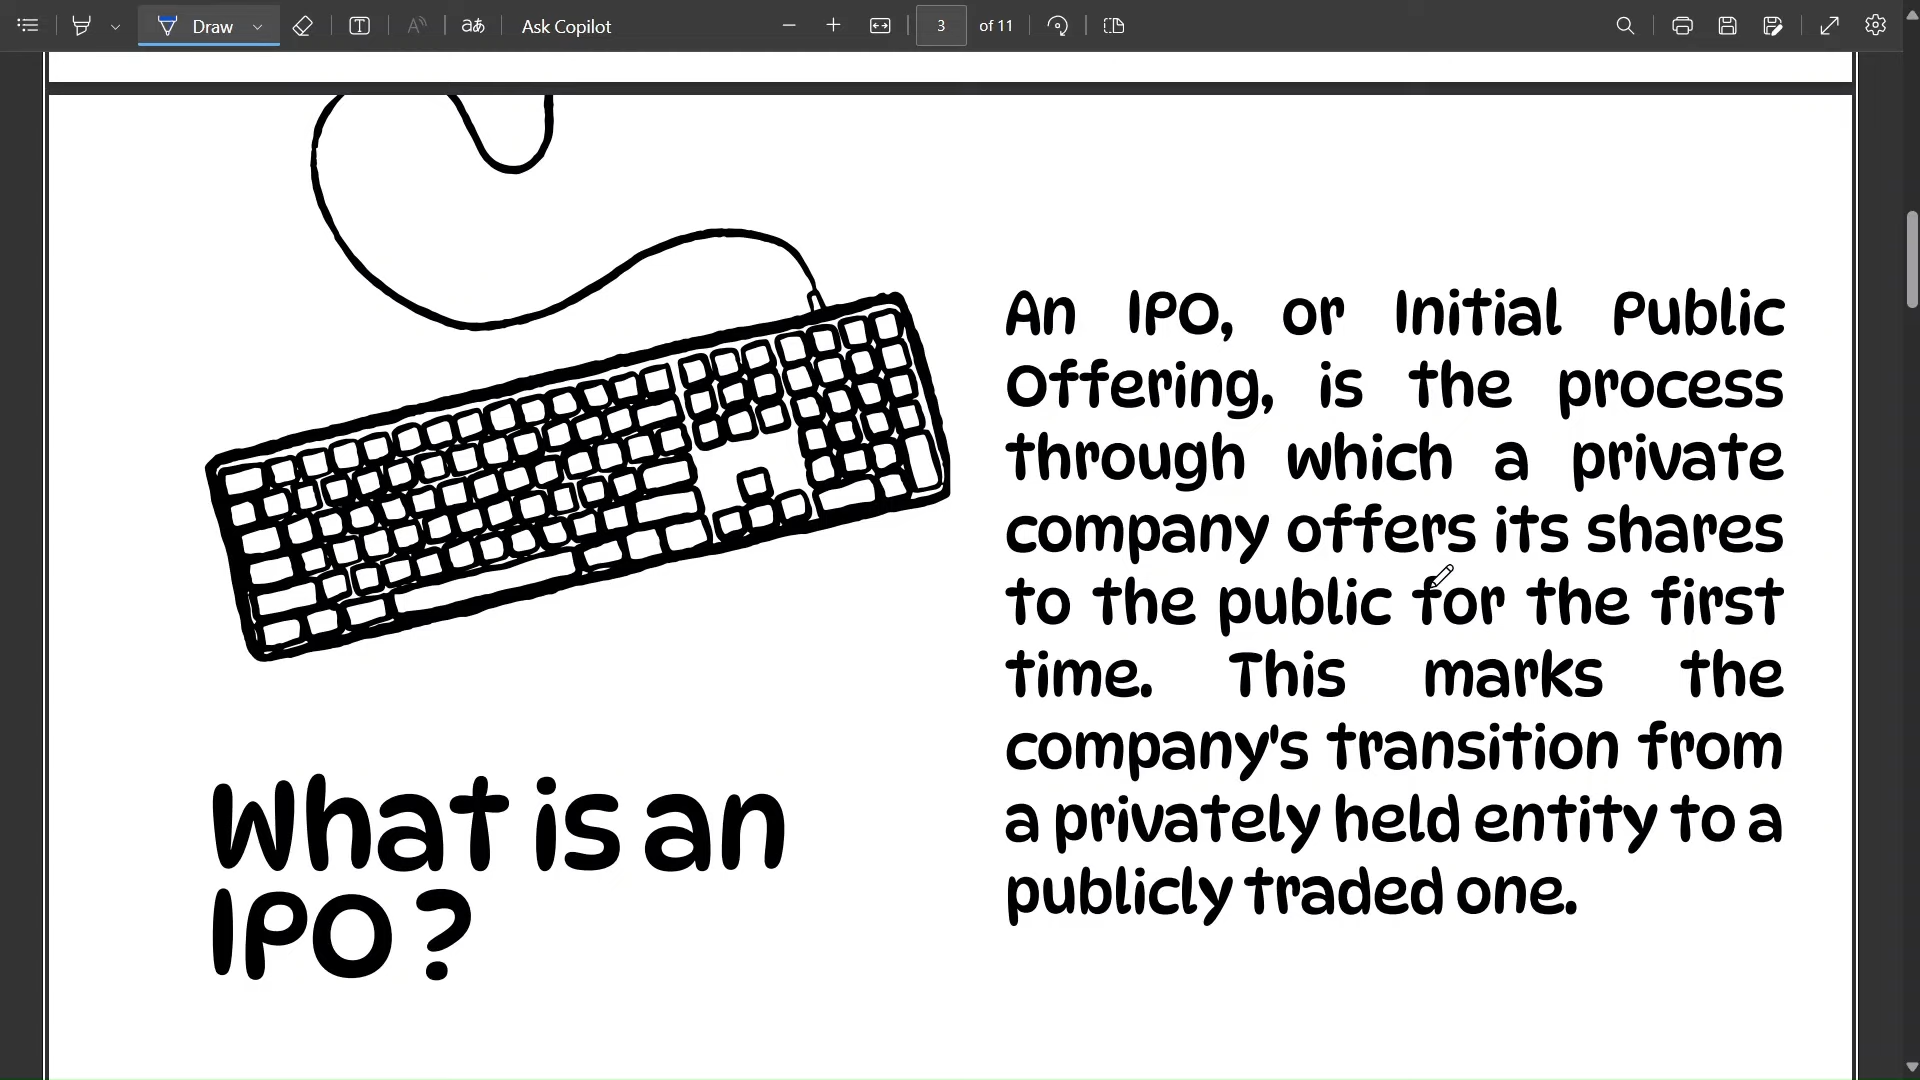 Draw
aあ
Ask Copilot
3
of 11
An IPO, or Initial Public
Offering, is the process
through which a private
company offers its shares
to the public for the first
time. This marks the
company's transition from
a privately held entity to a
publicly traded one.
What is an
IPO ?